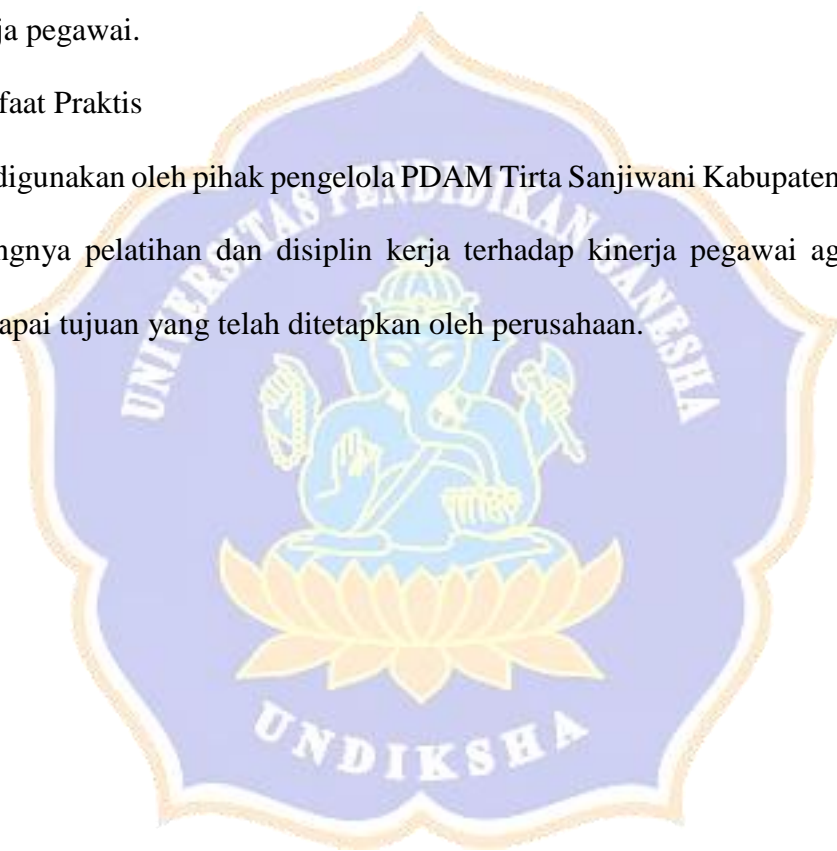 ja pegawai.
faat Praktis
digunakan oleh pihak pengelola PDAM Tirta Sanjiwani Kabupaten
ngnya pelatihan dan disiplin kerja terhadap kinerja pegawai ag
apai tujuan yang telah ditetapkan oleh perusahaan.
UNIVERSITAS PENDIDIKAN GANESHA
UNDIKSHA